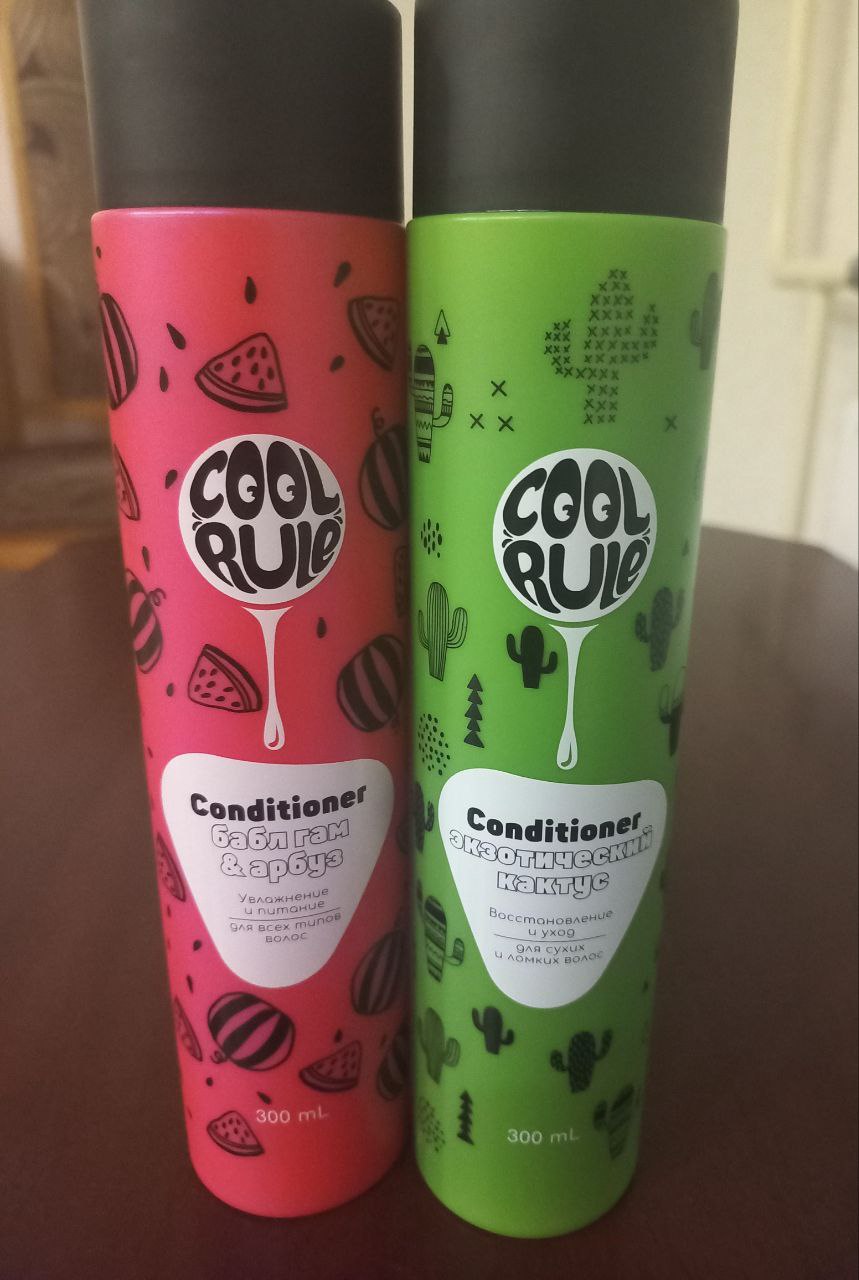 COOL
RULe
Conditioner
бабл гам
& арбуз
Увлажнение
и питание
для всех типов
волос
300 mL
COOL
RULe
Conditioner
экзотический
кактус
Восстановление
и уход
для сухих
и ломких волос
300 mL